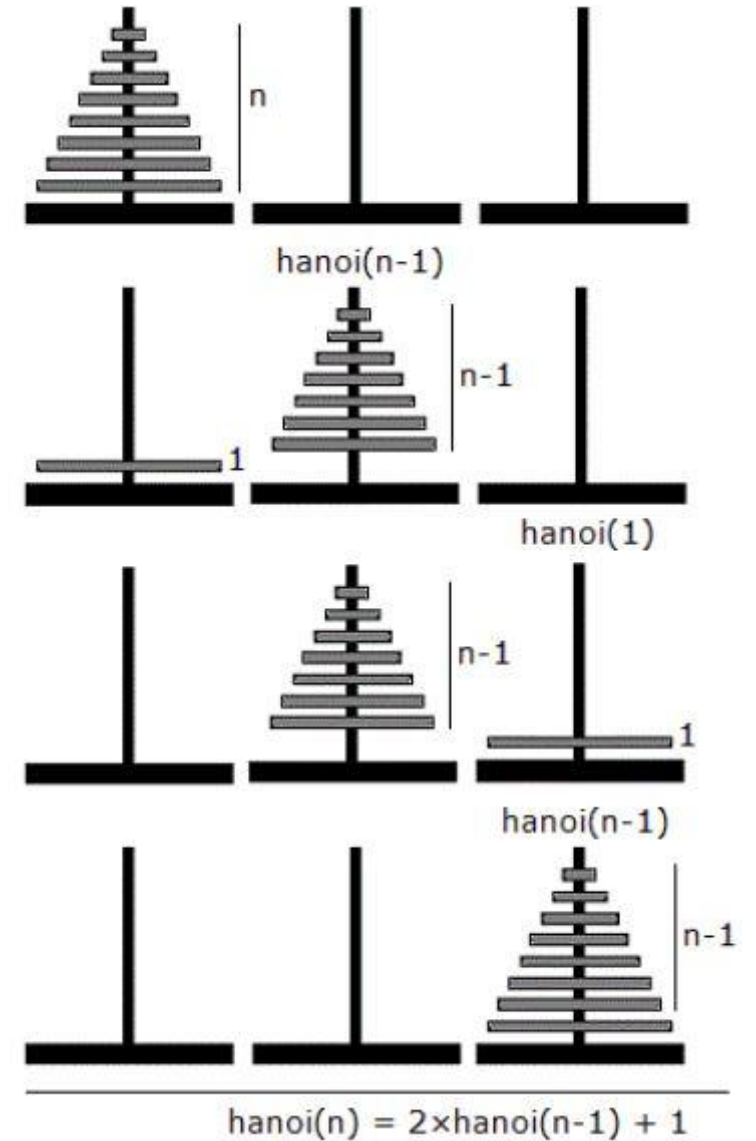 n
hanoi(n-1)
n-1
1
hanoi(1)
n-1
1
hanoi(n-1)
n-1
hanoi(n) = 2×hanoi(n-1) + 1